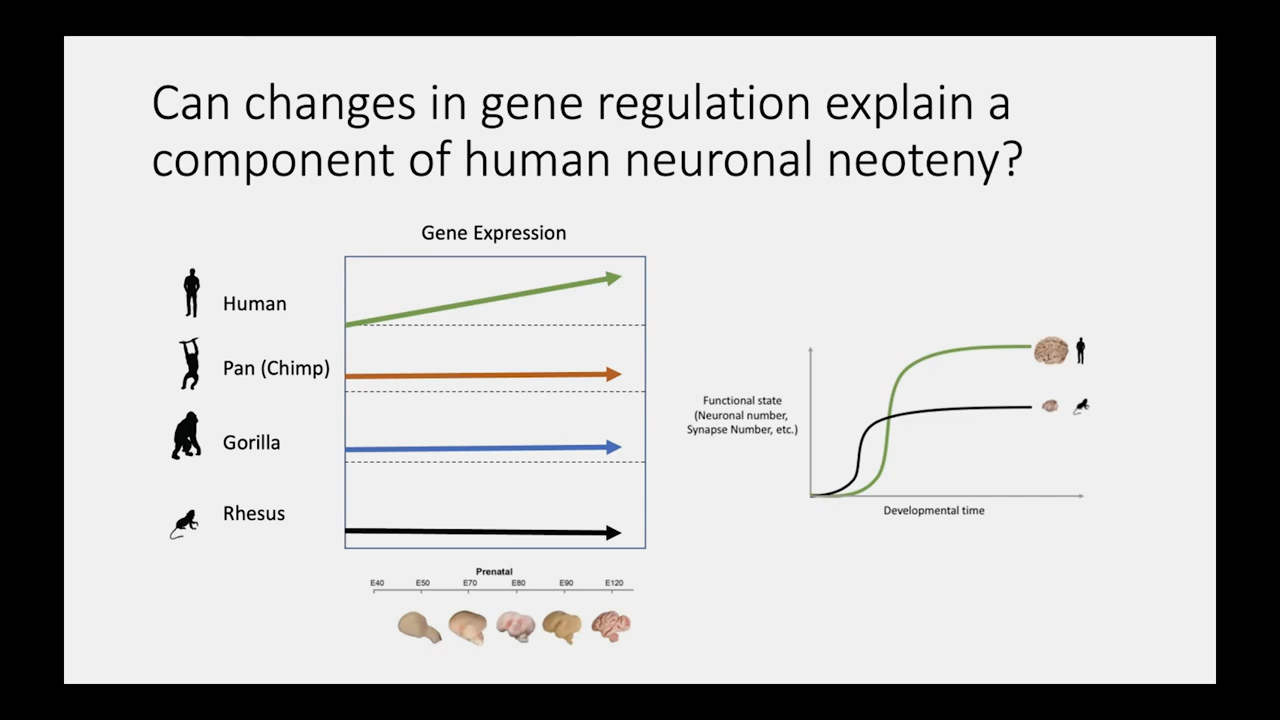 Can changes in gene regulation explain a
component of human neuronal neoteny?
Gene Expression
Human
Pan (Chimp)
Gorilla
Rhesus
Prenatal
E40 E50 E70 E80 E90 E120
Functional state
(Neuronal number,
Synapse Number, etc.)
Developmental time